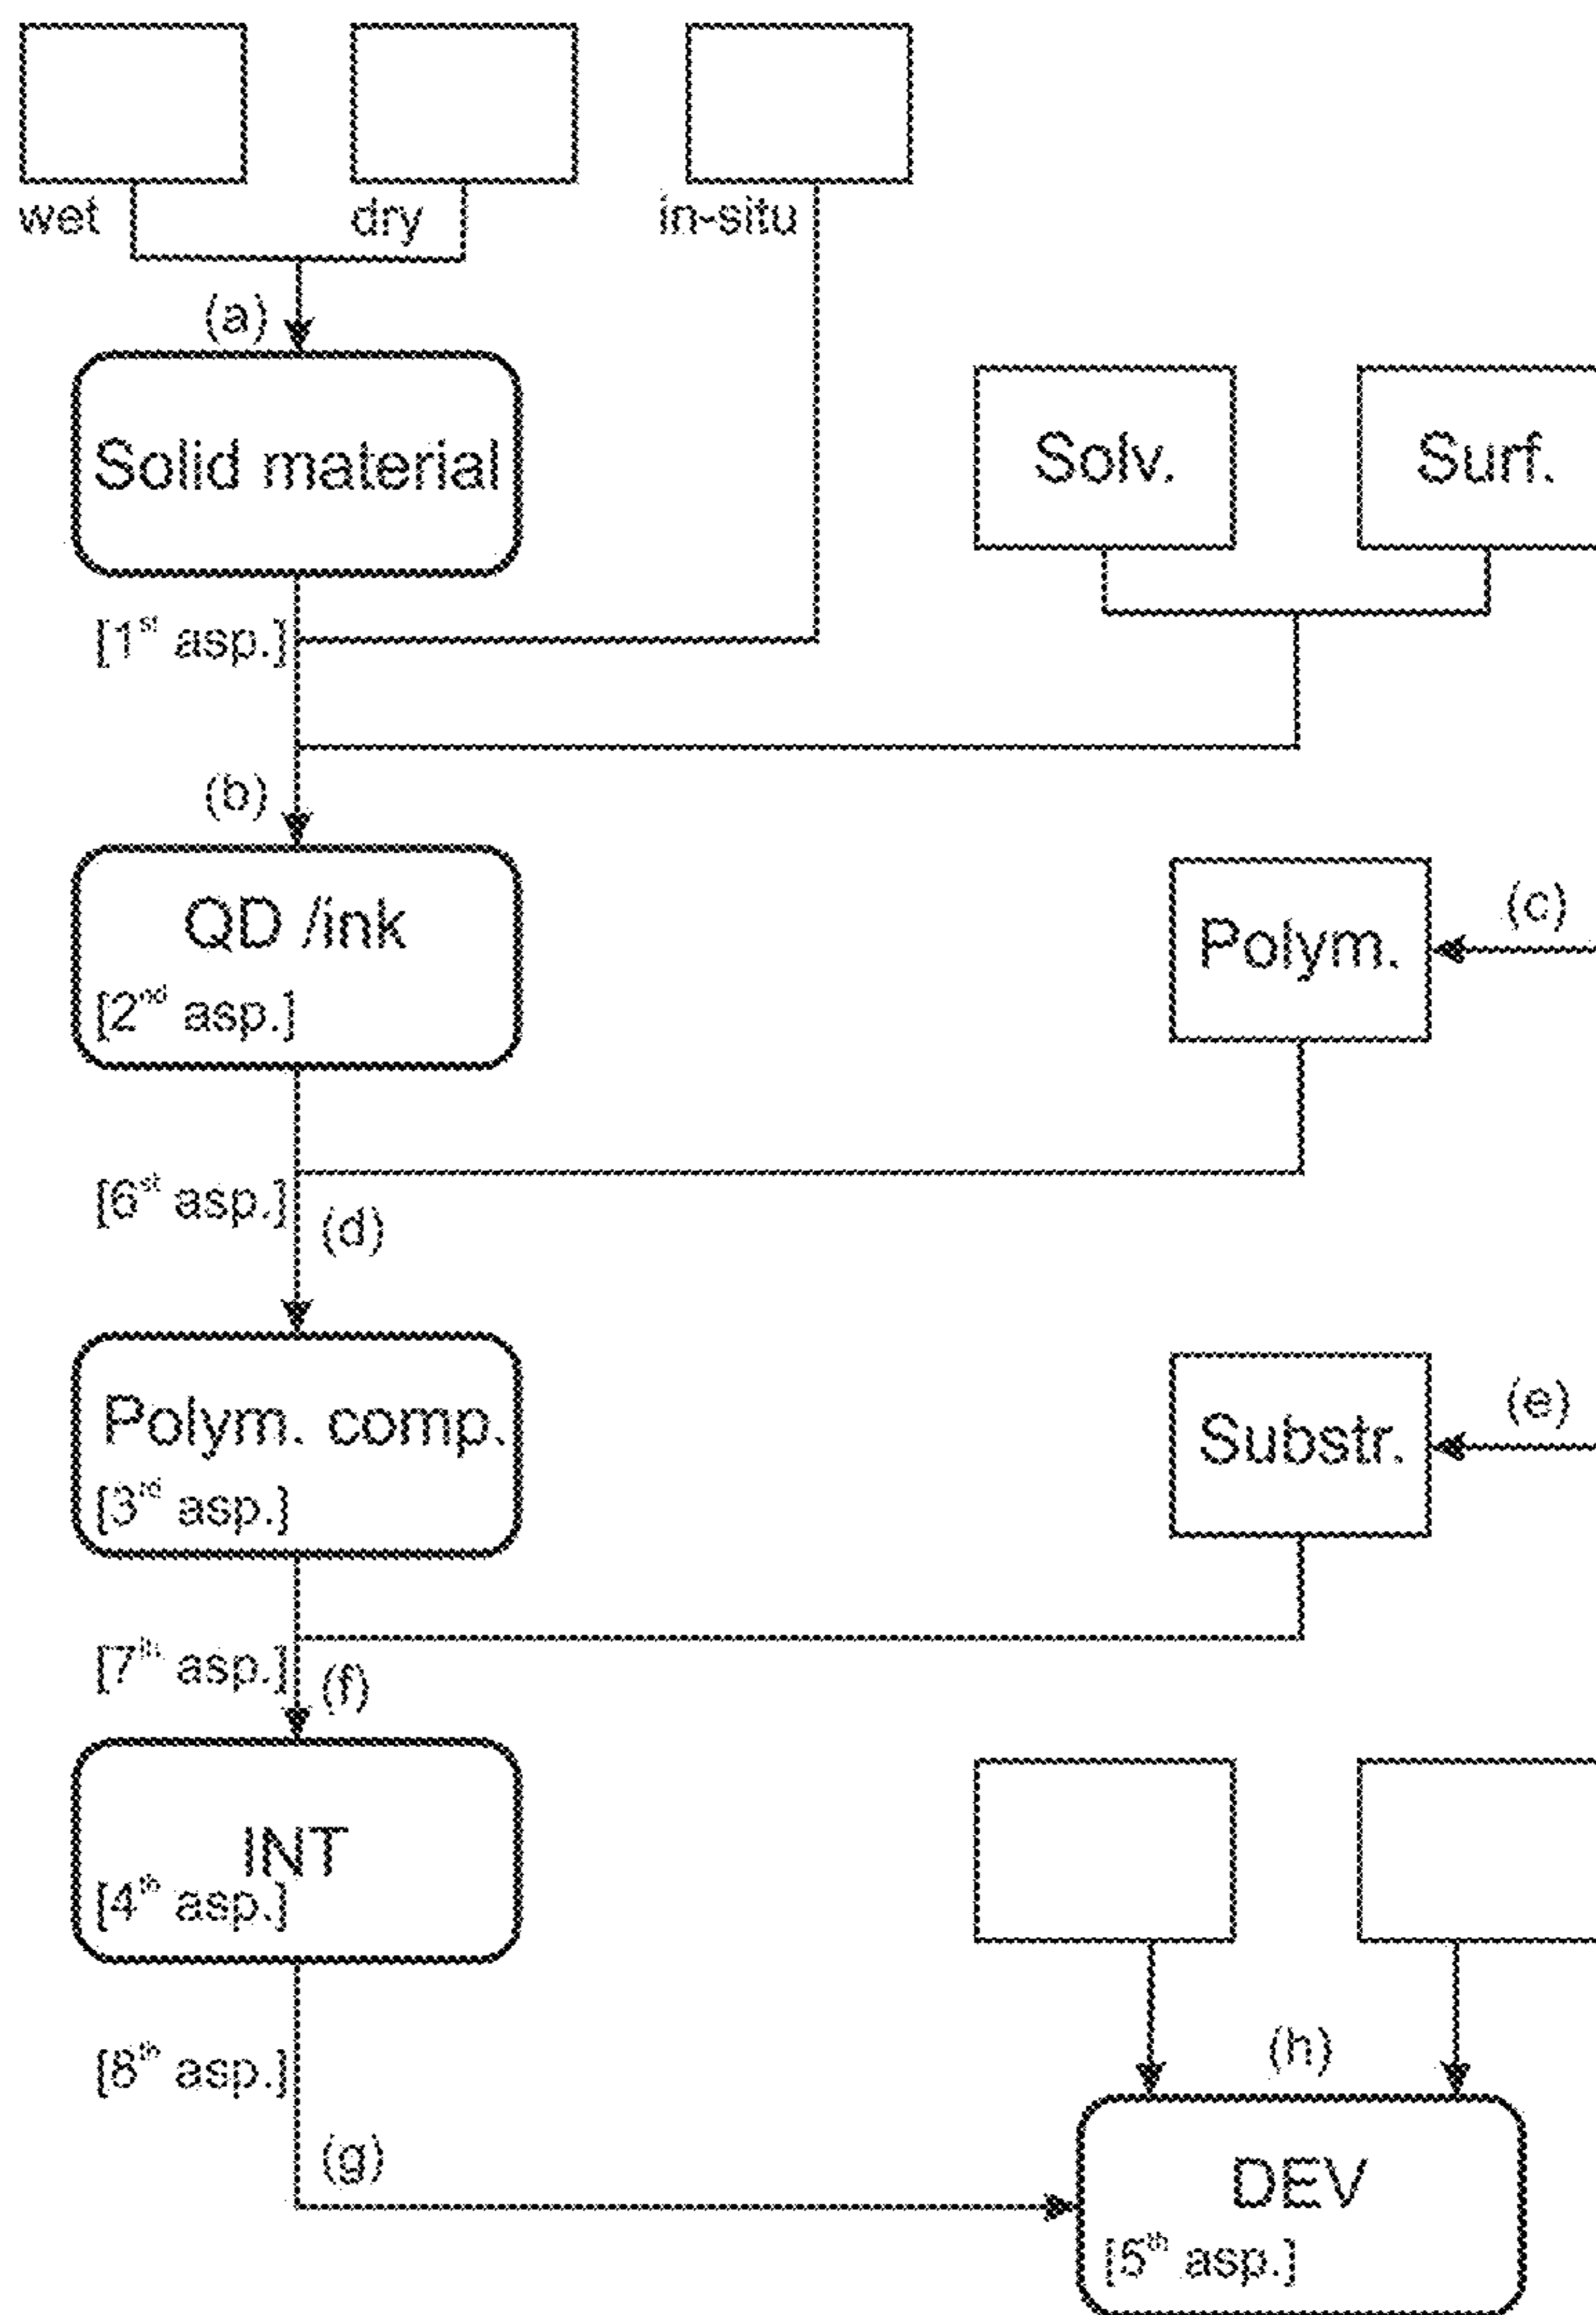 wet
dry
in-situ
(a)
Solid material
Solv.
Surf.
[1st asp.]
(b)
QD /ink
[2nd asp.]
Polym.
(c)
[6st asp.]
(d)
Polym. comp.
[3rd asp.]
Substr.
(e)
[7th asp.]
(f)
INT
[4th asp.]
[8th asp.]
(g)
(h)
DEV
[5th asp.]